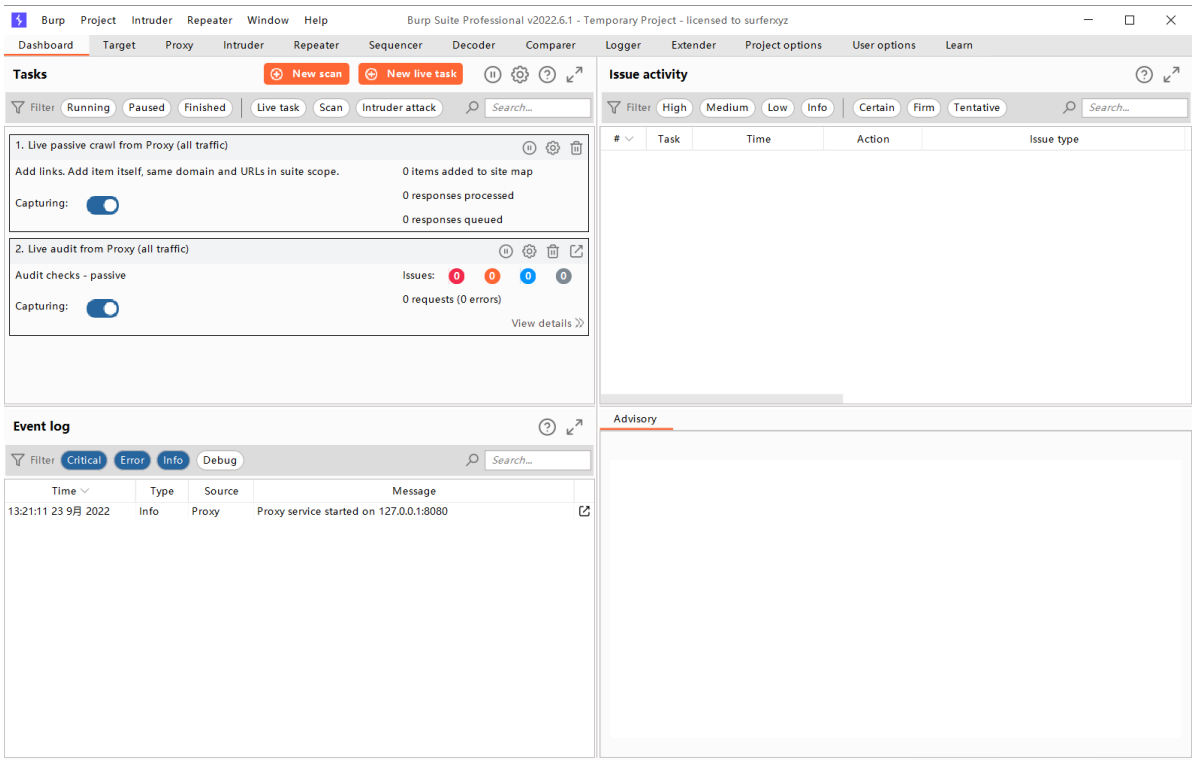 Burp Project Intruder Repeater Window Help Burp Suite Professional v2022.6.1 - Temporary Project - licensed to surferxyz
Dashboard Target Proxy Intruder Repeater Sequencer Decoder Comparer Logger Extender Project options User options Learn
Tasks New scan New live task
Filter Running Paused Finished Live task Scan Intruder attack Search...
1. Live passive crawl from Proxy (all traffic)
Add links. Add item itself, same domain and URLs in suite scope. 0 items added to site map
0 responses processed
Capturing:
0 responses queued
2. Live audit from Proxy (all traffic)
Audit checks - passive Issues: 0 0 0 0
Capturing: 0 requests (0 errors)
View details
Issue activity
Filter High Medium Low Info Certain Firm Tentative Search...
# Task Time Action Issue type
Event log
Filter Critical Error Info Debug Search...
Time Type Source Message
13:21:11 23 9月 2022 Info Proxy Proxy service started on 127.0.0.1:8080
Advisory